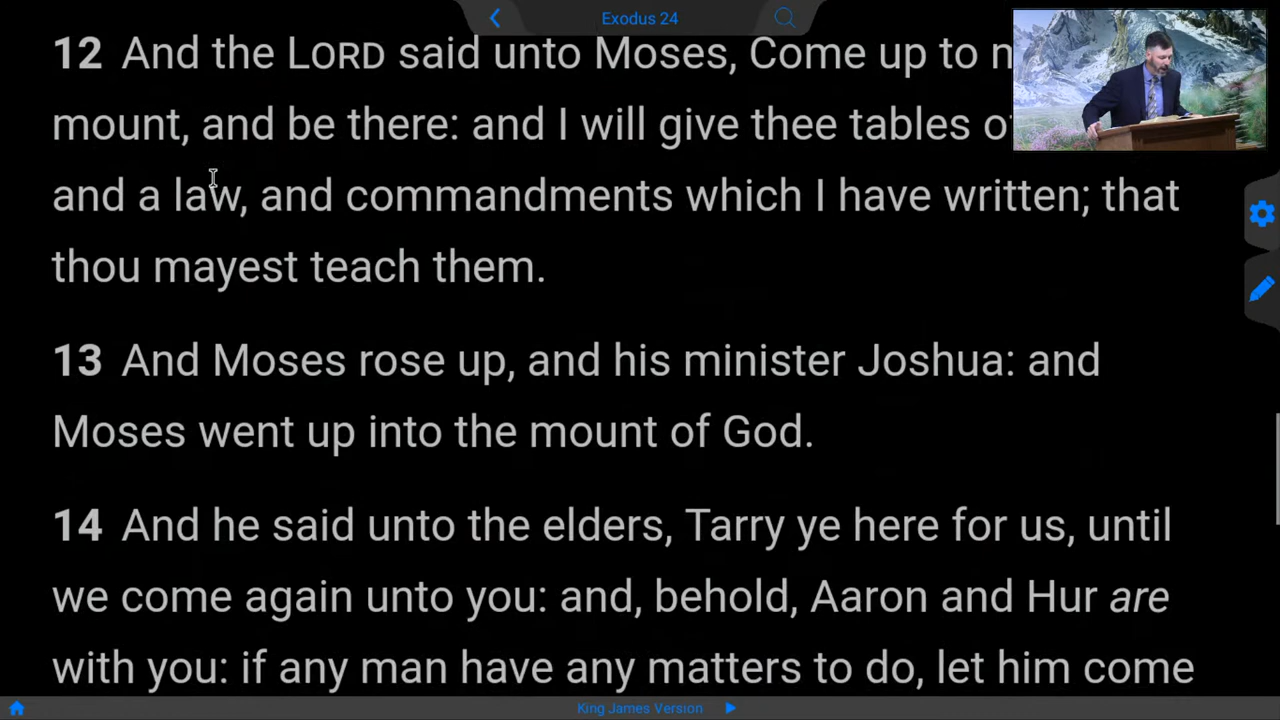 Exodus 24
12 And the LORD said unto Moses, Come up to
mount, and be there: and I will give thee tables
and a law, and commandments which I have written; that
thou mayest teach them.
13 And Moses rose up, and his minister Joshua: and
Moses went up into the mount of God.
14 And he said unto the elders, Tarry ye here for us, until
we come again unto you: and, behold, Aaron and Hur are
with you: if any man have any matters to do, let him come
King James Version